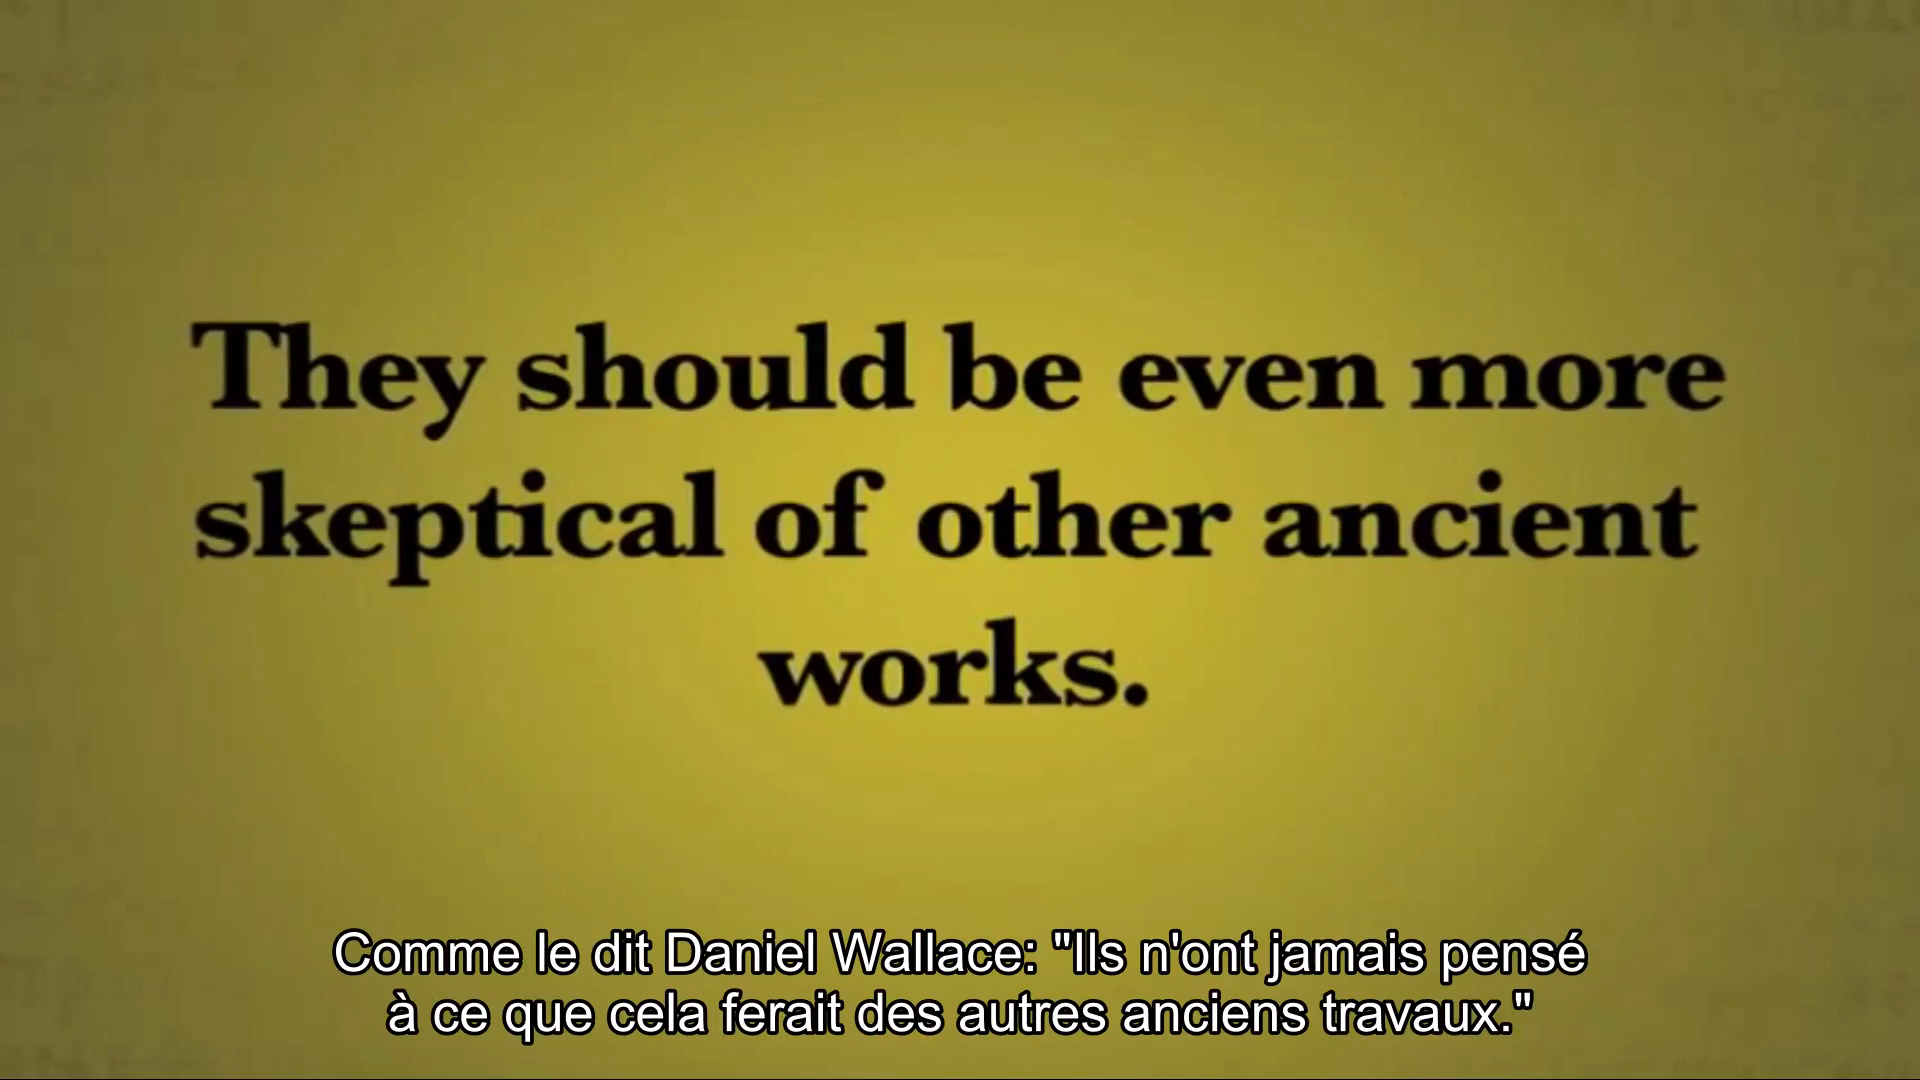 They should be even more
skeptical of other ancient
works.
Comme le dit Daniel Wallace: "Ils n'ont jamais pensé
à ce que cela ferait des autres anciens travaux."